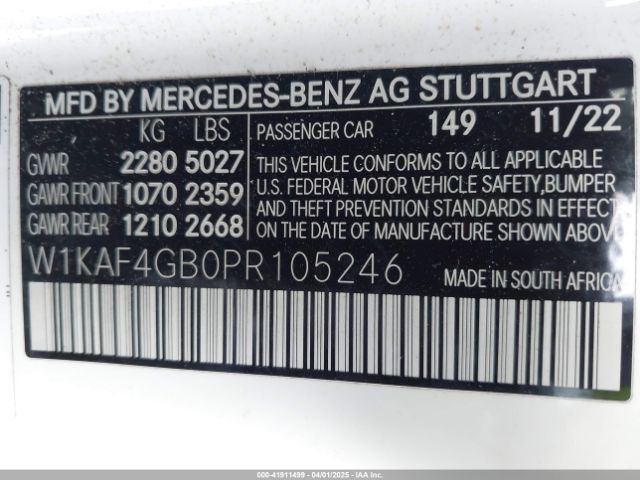 MFD BY MERCEDES-BENZ AG STUTTGART
KG LBS
PASSENGER CAR 149 11/22
GVWR 2280 5027
GAWR FRONT 1070 2359
GAWR REAR 1210 2668
THIS VEHICLE CONFORMS TO ALL APPLICABLE
U.S. FEDERAL MOTOR VEHICLE SAFETY, BUMPER
AND THEFT PREVENTION STANDARDS IN EFFECT
THE DATE OF MANUFACTURE SHOWN ABOVE.
W1KAF4GB0PR105246
MADE IN SOUTH AFRICA
000-41911499 - 04/01/2025 - IAAI.com